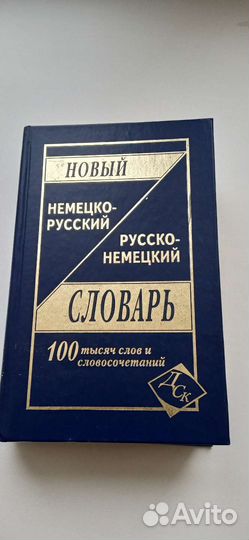 НОВЫЙ
НЕМЕЦКО-
РУССКИЙ
РУССКО-
НЕМЕЦКИЙ
СЛОВАРЬ
100 тысяч слов и
словосочетаний
ДСК
Avito